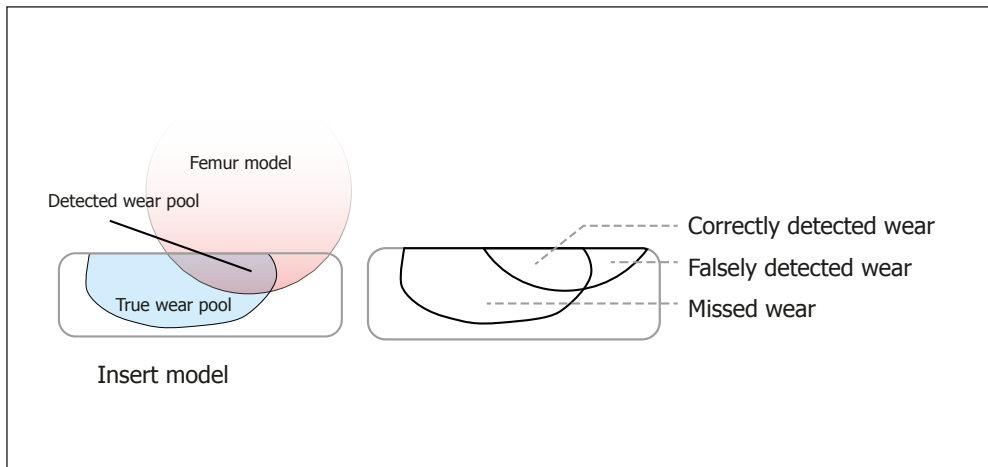 Femur model
Detected wear pool
True wear pool
Insert model
Correctly detected wear
Falsely detected wear
Missed wear